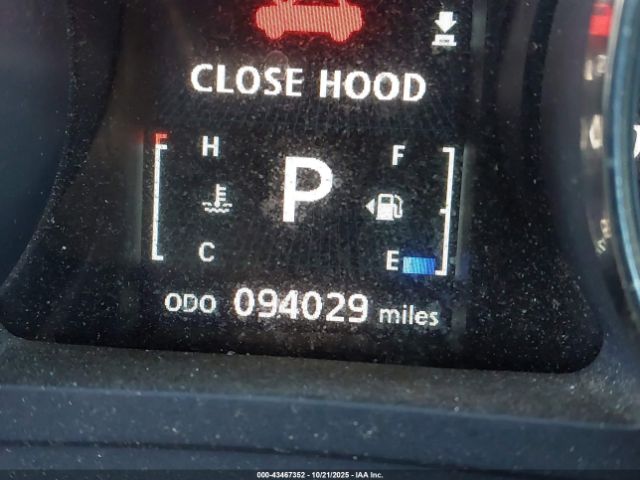 CLOSE HOOD
H P F
C E
ODO 094029 miles
000-43467352 | 10/21/2025 | IAA Inc.